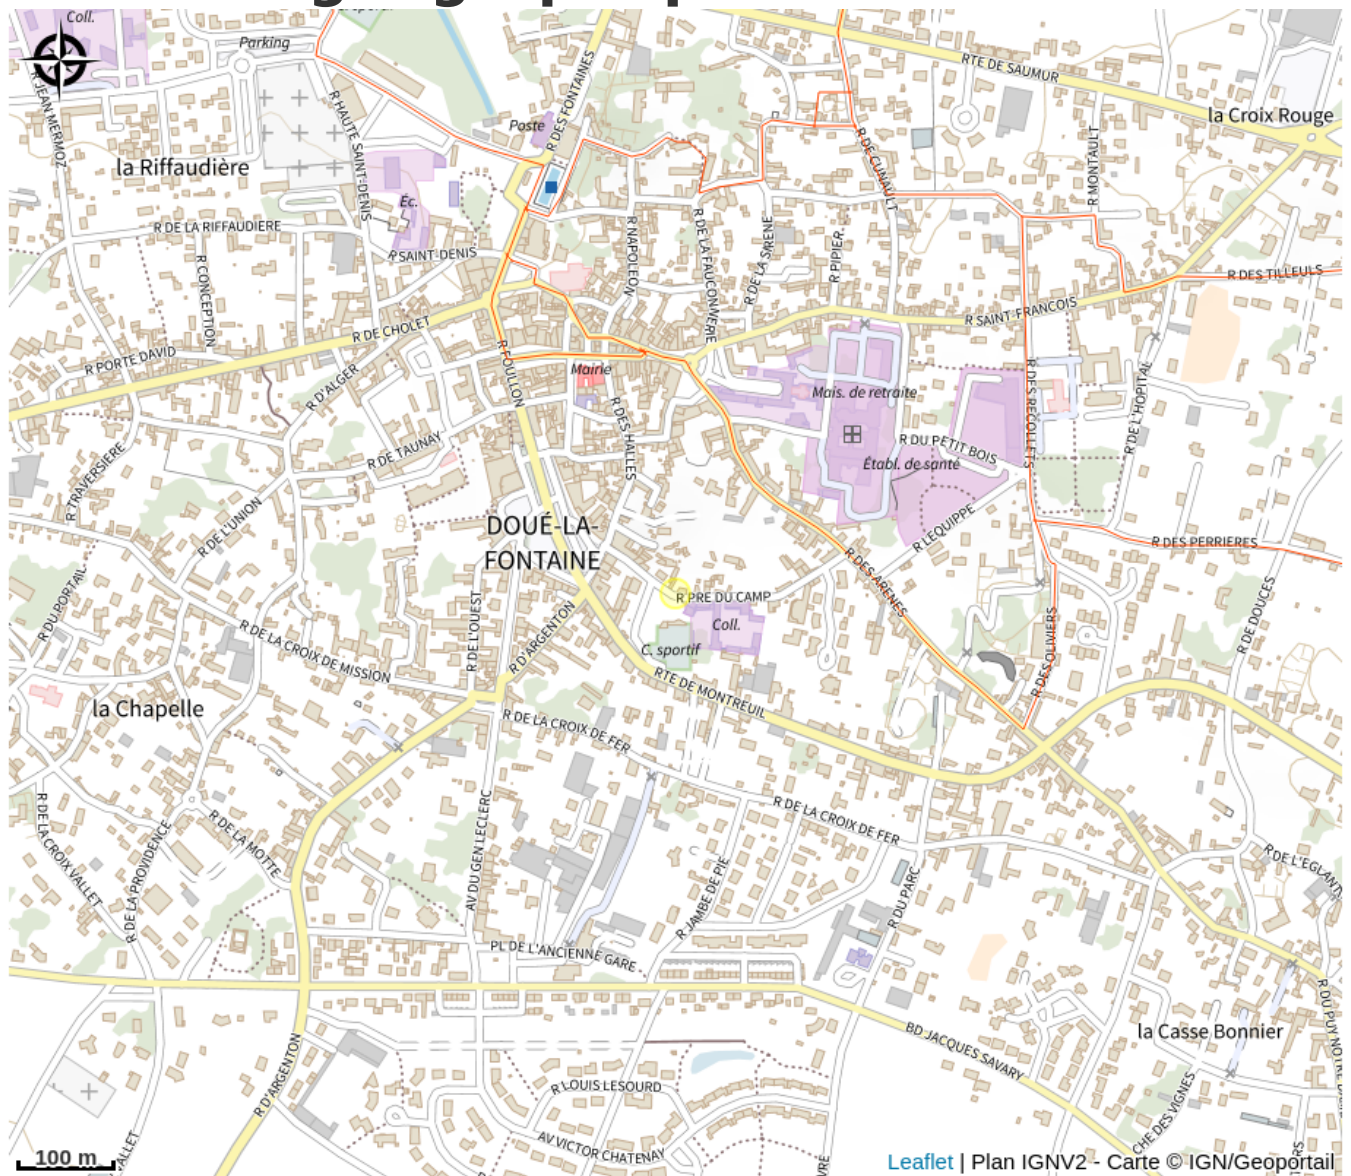 Coll.
Parking
R JEAN MERMOZ
R HAUTE SAINT-DENIS
la Riffaudière
Poste
R DES FONTAINES
RTE DE SAUMUR
la Croix Rouge
R DE CUNAULT
R MONTAULT
Éc.
R DE LA RIFFAUDIERE
R SAINT-DENIS
R CONCEPTION
R NAPOLEON
R DE LA FAUCONNERIE
R DE LA SIRENE
R PIPIER
R DES TILLEULS
R SAINT-FRANCOIS
R DE CHOLET
R PORTE DAVID
R D'ALGER
R FOULLON
Mairie
R DES HALLES
Mais. de retraite
R DES RECOLLETS
R DE L'HOPITAL
R DE TAUNAY
R DU PETIT BOIS
Établ. de santé
R TRAVERSIERE
R DE L'UNION
DOUÉ-LA-
FONTAINE
R LEQUIPPE
R DES PERRIERES
R DES ARENES
R DU PORTAIL
R PRE DU CAMP
Coll.
C. sportif
R DE L'OUEST
R D'ARGENTON
R DE LA CROIX DE MISSION
R DES OLIVIERS
R DE DOUCES
RTE DE MONTREUIL
la Chapelle
R DE LA CROIX DE FER
R DE LA CROIX DE FER
R DE LA CROIX VALLET
R DE LA PROVIDENCE
R DE LA MOTTE
AV DU GEN LECLERC
R JAMBE DE PIE
R DU PARC
R DE L'EGLANT
PL DE L'ANCIENNE GARE
R DU PUY NOTRE DAME
la Casse Bonnier
BD JACQUES SAVARY
R D'ARGENTON
R LOUIS LESOURD
AV VICTOR CHATENAY
CHE DES VIGNES
100 m
Leaflet | Plan IGNV2 - Carte © IGN/Geoportail